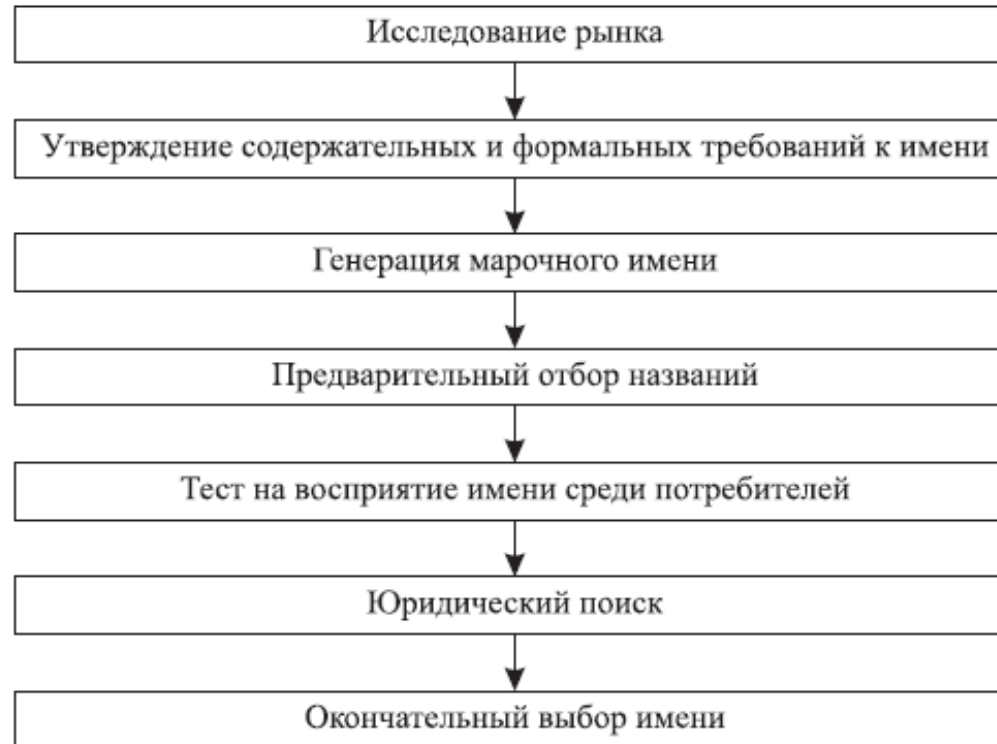 Исследование рынка
Утверждение содержательных и формальных требований к имени
Генерация марочного имени
Предварительный отбор названий
Тест на восприятие имени среди потребителей
Юридический поиск
Окончательный выбор имени